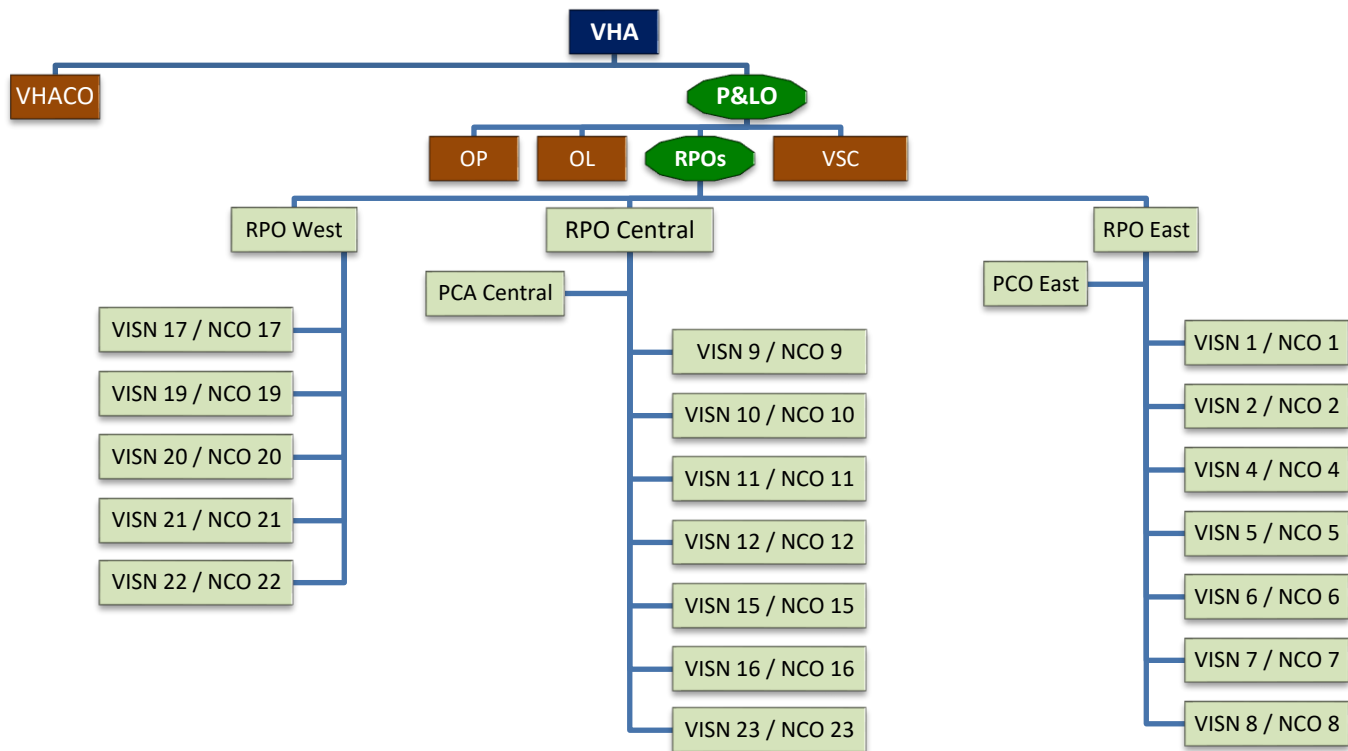 VHA
VHACO
P&LO
OP
OL
RPOs
VSC
RPO West
RPO Central
RPO East
PCA Central
PCO East
VISN 17 / NCO 17
VISN 19 / NCO 19
VISN 20 / NCO 20
VISN 21 / NCO 21
VISN 22 / NCO 22
VISN 9 / NCO 9
VISN 10 / NCO 10
VISN 11 / NCO 11
VISN 12 / NCO 12
VISN 15 / NCO 15
VISN 16 / NCO 16
VISN 23 / NCO 23
VISN 1 / NCO 1
VISN 2 / NCO 2
VISN 4 / NCO 4
VISN 5 / NCO 5
VISN 6 / NCO 6
VISN 7 / NCO 7
VISN 8 / NCO 8